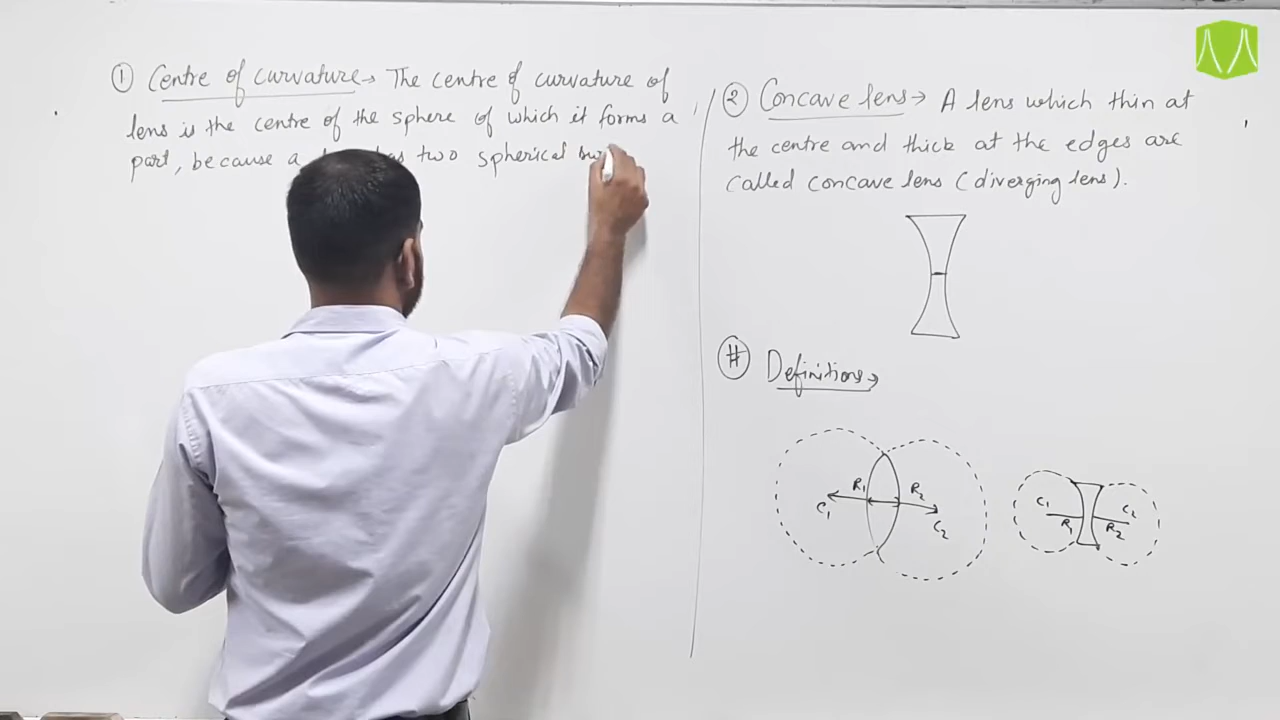 ① Centre of curvature → The centre of curvature of
lens is the centre of the sphere of which it forms a
part, because a has two spherical
② Concave lens → A lens which thin at
the centre and thick at the edges are
called concave lens (diverging lens).
# Definitions →
R₁ R₂
C₁ C₂
C₁ C₂
R₁ R₂